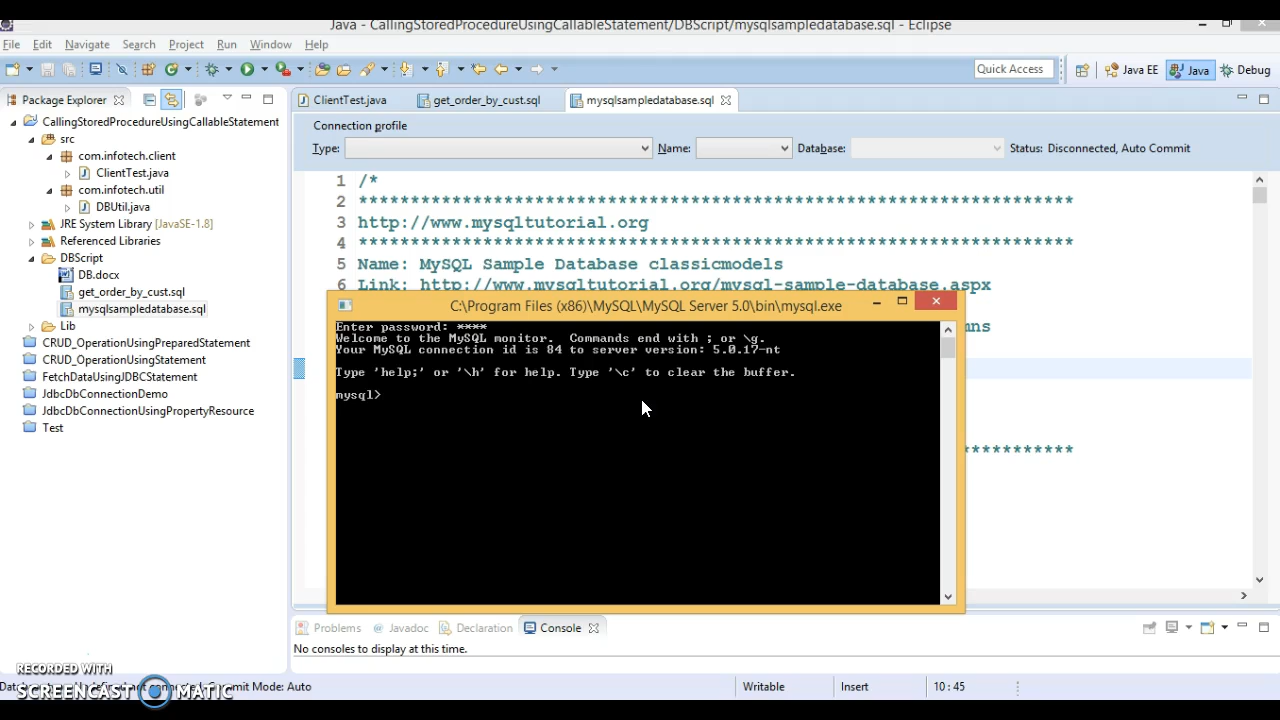 Java - CallingStoredProcedureUsingCallableStatement/DBScript/mysqlsampledatabase.sql - Eclipse
File Edit Navigate Search Project Run Window Help
Quick Access Java EE Java Debug
Package Explorer
CallingStoredProcedureUsingCallableStatement
src
com.infotech.client
ClientTest.java
com.infotech.util
DBUtil.java
JRE System Library [JavaSE-1.8]
Referenced Libraries
DBScript
DB.docx
get_order_by_cust.sql
mysqlsampledatabase.sql
Lib
CRUD_OperationUsingPreparedStatement
CRUD_OperationUsingStatement
FetchDataUsingJDBCStatement
JdbcDbConnectionDemo
JdbcDbConnectionUsingPropertyResource
Test
ClientTest.java get_order_by_cust.sql mysqlsampledatabase.sql
Connection profile
Type: Name: Database: Status: Disconnected, Auto Commit
1 /*
2 ********************************************************************
3 http://www.mysqltutorial.org
4 ********************************************************************
5 Name: MySQL Sample Database classicmodels
6 Link: http://www.mysqltutorial.org/mysql-sample-database.aspx
mns
***********
C:\Program Files (x86)\MySQL\MySQL Server 5.0\bin\mysql.exe
Enter password: ****
Welcome to the MySQL monitor.  Commands end with ; or \g.
Your MySQL connection id is 84 to server version: 5.0.17-nt
Type 'help;' or '\h' for help. Type '\c' to clear the buffer.
mysql>
Problems Javadoc Declaration Console
No consoles to display at this time.
RECORDED WITH
SCREENCAST MATIC
Commit Mode: Auto
Writable Insert 10 : 45